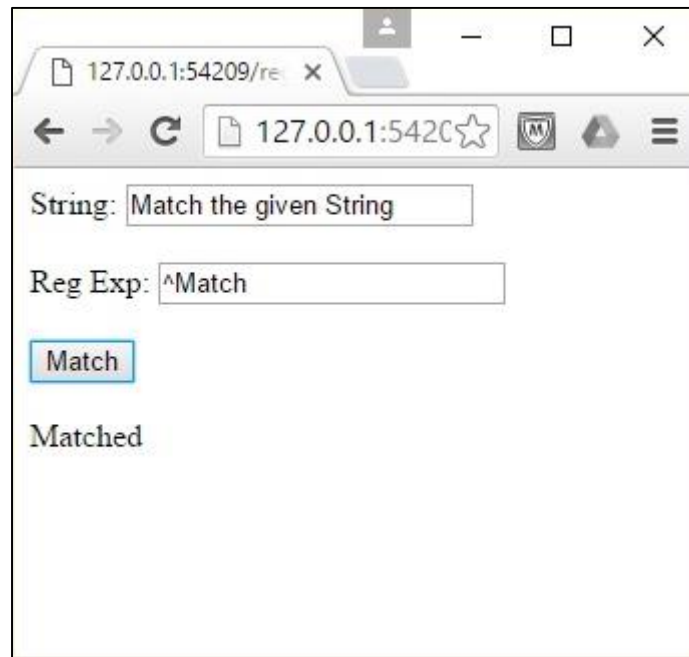 127.0.0.1:54209/re
127.0.0.1:5420
String: Match the given String
Reg Exp: ^Match
Match
Matched